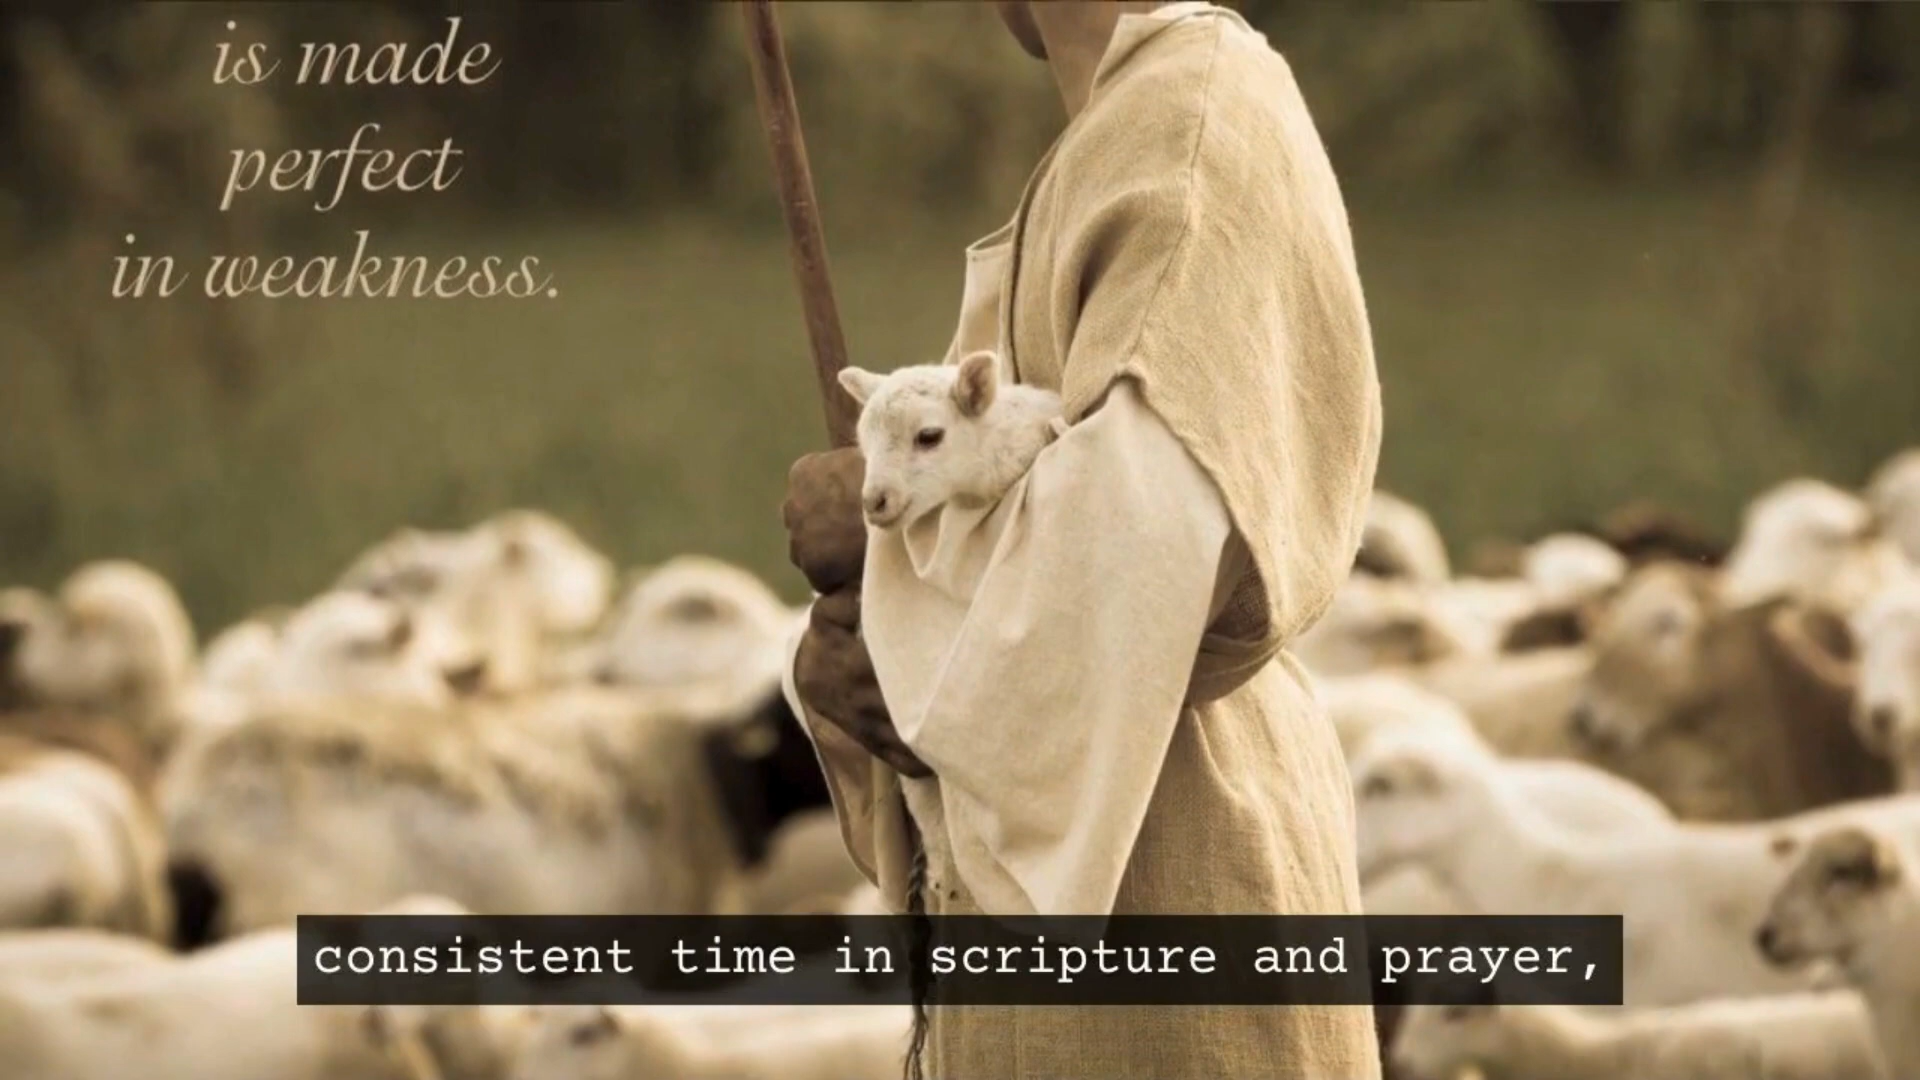 is made
perfect
in weakness.
consistent time in scripture and prayer,